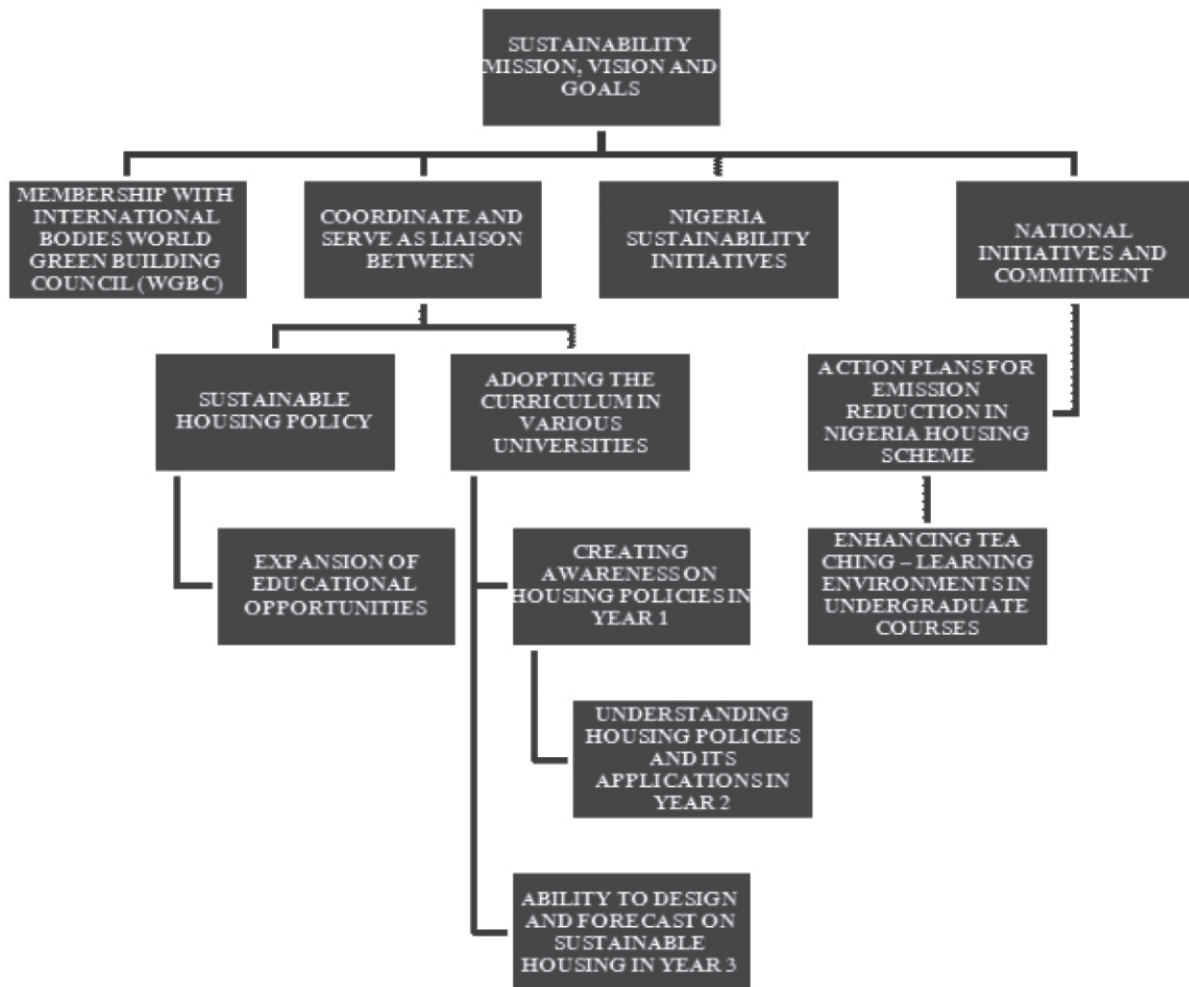 SUSTAINABILITY
MISSION, VISION AND
GOALS
MEMBERSHIP WITH
INTERNATIONAL
BODIES WORLD
GREEN BUILDING
COUNCIL (WGBC)
COORDINATE AND
SERVE AS LIAISON
BETWEEN
NIGERIA
SUSTAINABILITY
INITIATIVES
NATIONAL
INITIATIVES AND
COMMITMENT
SUSTAINABLE
HOUSING POLICY
ADOPTING THE
CURRICULUM IN
VARIOUS
UNIVERSITIES
ACTION PLANS FOR
EMISSION
REDUCTION IN
NIGERIA HOUSING
SCHEME
EXPANSION OF
EDUCATIONAL
OPPORTUNITIES
CREATING
AWARENESS ON
HOUSING POLICIES IN
YEAR 1
ENHANCING TEA
CHING – LEARNING
ENVIRONMENTS IN
UNDERGRADUATE
COURSES
UNDERSTANDING
HOUSING POLICIES
AND ITS
APPLICATIONS IN
YEAR 2
ABILITY TO DESIGN
AND FORECAST ON
SUSTAINABLE
HOUSING IN YEAR 3